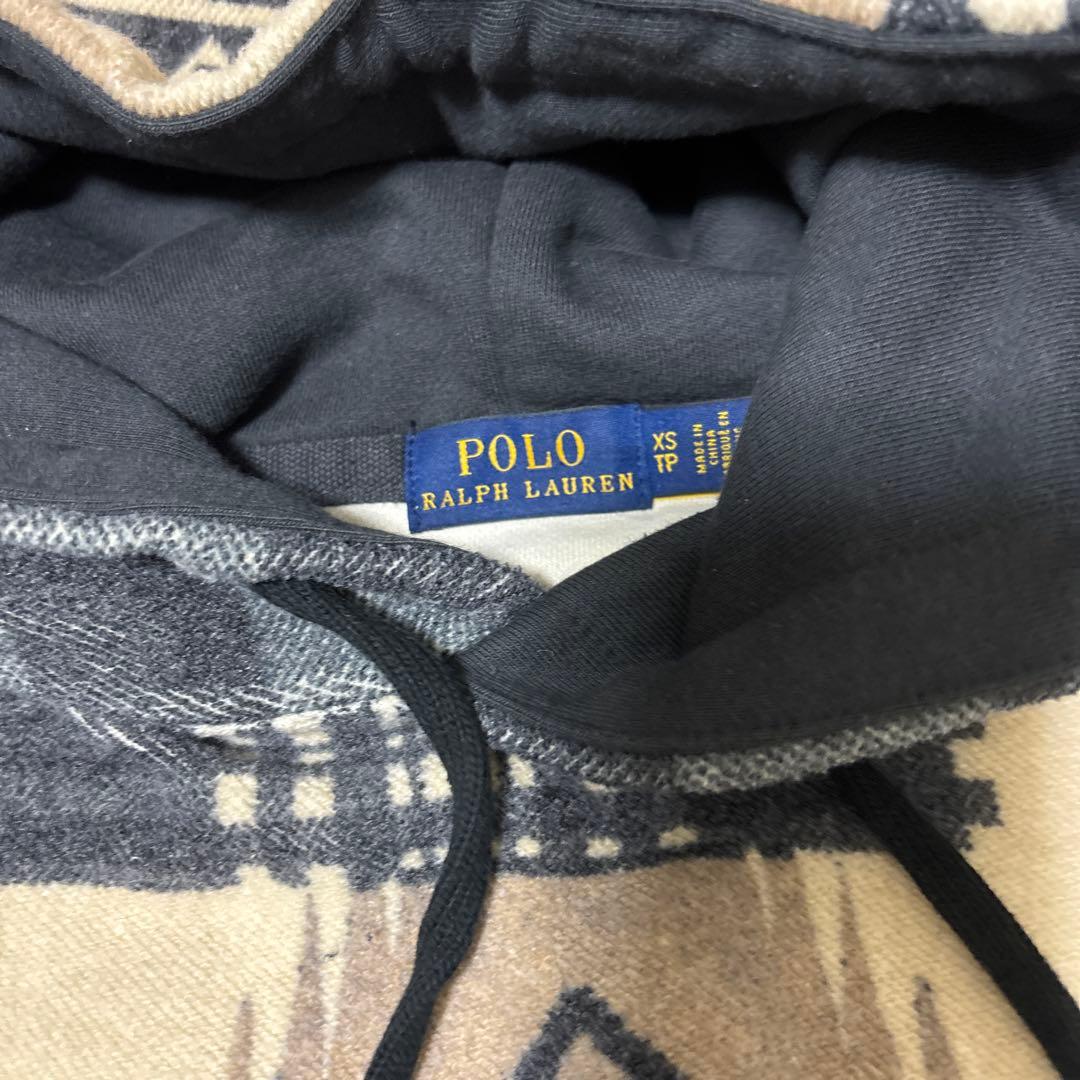 POLO
RALPH LAUREN
XS
TP
MADE IN
CHINA